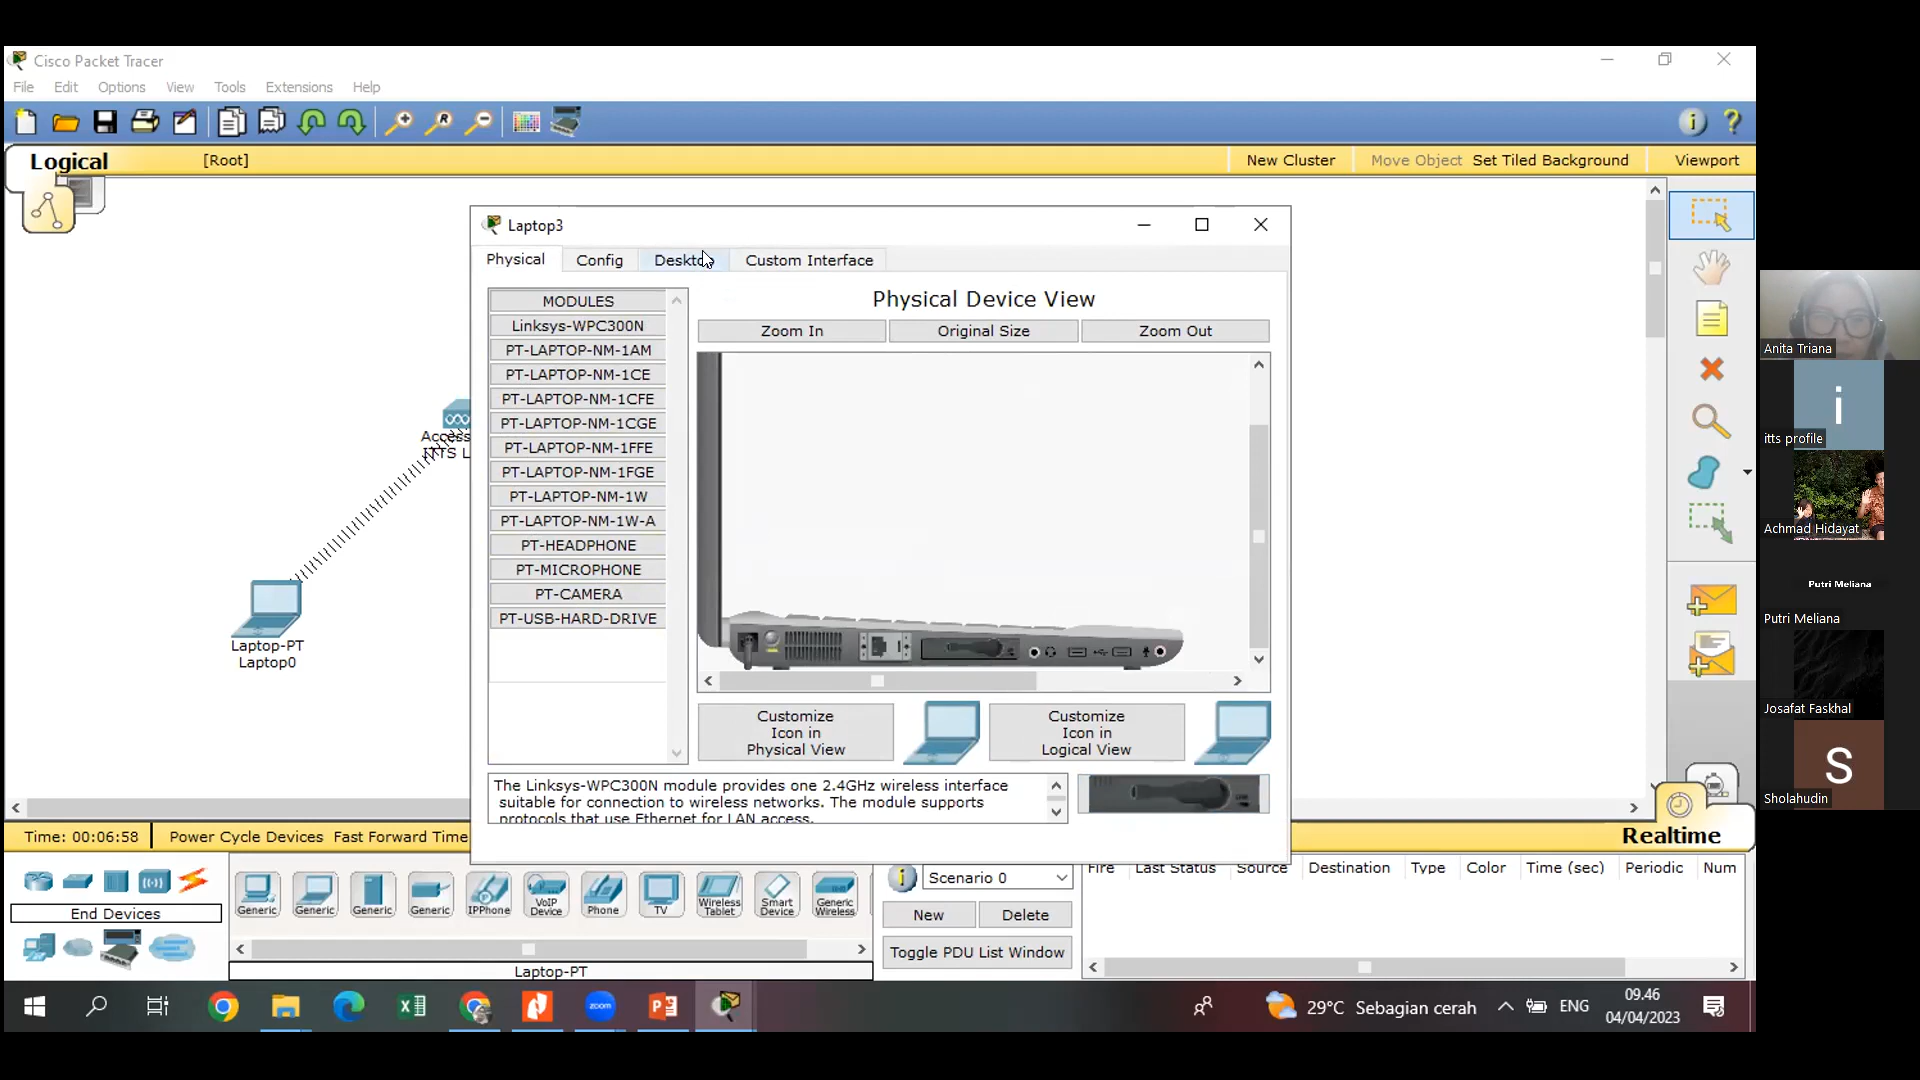 Cisco Packet Tracer
File Edit Options View Tools Extensions Help
Logical
[Root]
New Cluster
Move Object
Set Tiled Background
Viewport
Laptop3
Physical
Config
Desktop
Custom Interface
MODULES
Linksys-WPC300N
PT-LAPTOP-NM-1AM
PT-LAPTOP-NM-1CE
PT-LAPTOP-NM-1CFE
PT-LAPTOP-NM-1CGE
PT-LAPTOP-NM-1FFE
PT-LAPTOP-NM-1FGE
PT-LAPTOP-NM-1W
PT-LAPTOP-NM-1W-A
PT-HEADPHONE
PT-MICROPHONE
PT-CAMERA
PT-USB-HARD-DRIVE
Physical Device View
Zoom In
Original Size
Zoom Out
Customize
Icon in
Physical View
Customize
Icon in
Logical View
The Linksys-WPC300N module provides one 2.4GHz wireless interface
suitable for connection to wireless networks. The module supports
protocols that use Ethernet for LAN access.
Access
ITTS L
Laptop-PT
Laptop0
Time: 00:06:58
Power Cycle Devices
Fast Forward Time
Realtime
End Devices
Generic
Generic
Generic
Generic
IPPhone
VoIP
Device
Phone
TV
Wireless
Tablet
Smart
Device
Generic
Wireless
Laptop-PT
Scenario 0
New
Delete
Toggle PDU List Window
Fire
Last Status
Source
Destination
Type
Color
Time (sec)
Periodic
Num
zoom
29°C Sebagian cerah
ENG
09.46
04/04/2023
Anita Triana
i
itts profile
Achmad Hidayat
Putri Meliana
Putri Meliana
Josafat Faskhal
S
Sholahudin